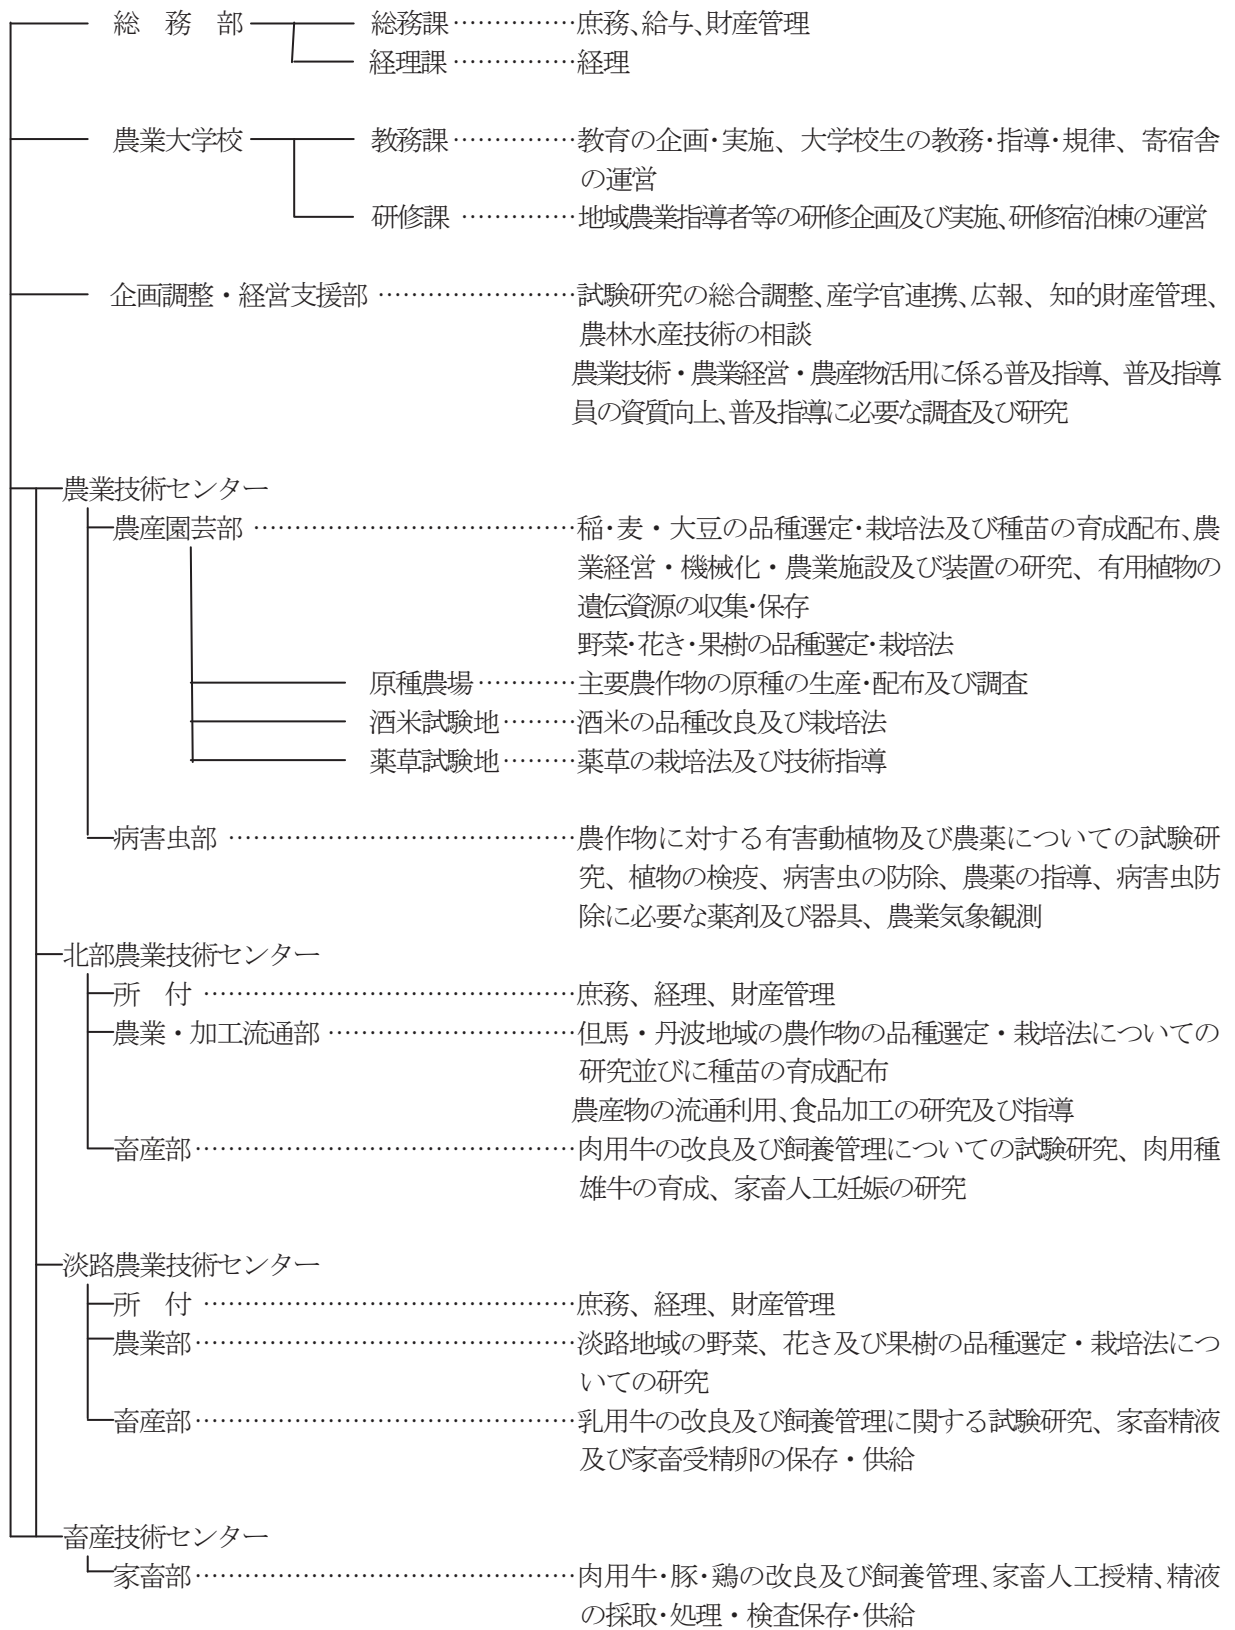 総　務　部　総務課……………庶務、給与、財産管理
経理課……………経理
農業大学校　教務課……………教育の企画・実施、大学校生の教務・指導・規律、寄宿舎
の運営
研修課……………地域農業指導者等の研修企画及び実施、研修宿泊棟の運営
企画調整・経営支援部……………………試験研究の総合調整、産学官連携、広報、知的財産管理、
農林水産技術の相談
農業技術・農業経営・農産物活用に係る普及指導、普及指導
員の資質向上、普及指導に必要な調査及び研究
農業技術センター
農産園芸部…………………………………稲・麦・大豆の品種選定・栽培法及び種苗の育成配布、農
業経営・機械化・農業施設及び装置の研究、有用植物の
遺伝資源の収集・保存
野菜・花き・果樹の品種選定・栽培法
原種農場…………主要農作物の原種の生産・配布及び調査
酒米試験地………酒米の品種改良及び栽培法
薬草試験地………薬草の栽培法及び技術指導
病害虫部……………………………………農作物に対する有害動植物及び農薬についての試験研
究、植物の検疫、病害虫の防除、農薬の指導、病害虫防
除に必要な薬剤及び器具、農業気象観測
北部農業技術センター
所　付………………………………………庶務、経理、財産管理
農業・加工流通部…………………………但馬・丹波地域の農作物の品種選定・栽培法についての
研究並びに種苗の育成配布
農産物の流通利用、食品加工の研究及び指導
畜産部………………………………………肉用牛の改良及び飼養管理についての試験研究、肉用種
雄牛の育成、家畜人工妊娠の研究
淡路農業技術センター
所　付………………………………………庶務、経理、財産管理
農業部………………………………………淡路地域の野菜、花き及び果樹の品種選定・栽培法につ
いての研究
畜産部………………………………………乳用牛の改良及び飼養管理に関する試験研究、家畜精液
及び家畜受精卵の保存・供給
畜産技術センター
家畜部………………………………………肉用牛・豚・鶏の改良及び飼養管理、家畜人工授精、精液
の採取・処理・検査保存・供給